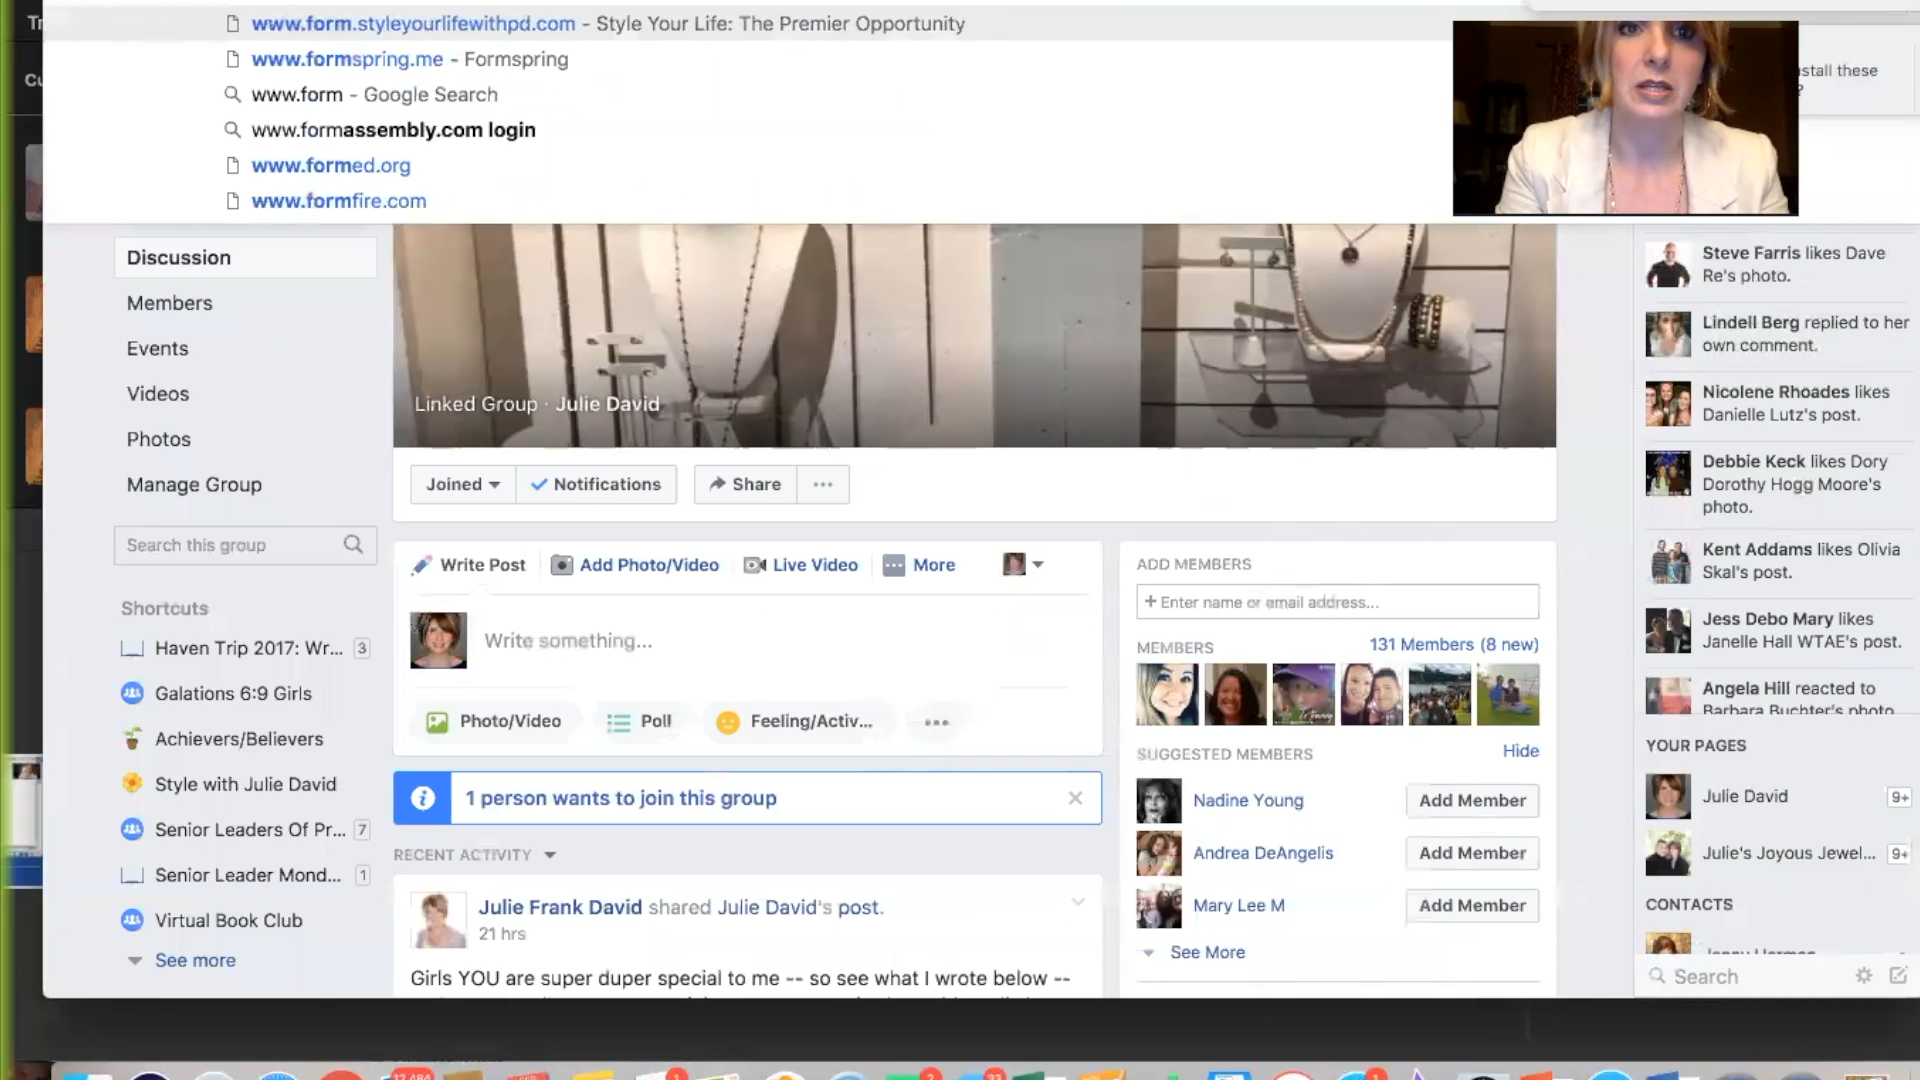 www.form.styleyourlifewithpd.com - Style Your Life: The Premier Opportunity
www.formspring.me - Formspring
www.form - Google Search
www.formassembly.com login
www.formed.org
www.formfire.com
Discussion
Members
Events
Videos
Photos
Manage Group
Search this group
Shortcuts
Haven Trip 2017: Wr... 3
Galations 6:9 Girls
Achievers/Believers
Style with Julie David
Senior Leaders Of Pr... 7
Senior Leader Mond... 1
Virtual Book Club
See more
Linked Group · Julie David
Joined
Notifications
Share
Write Post
Add Photo/Video
Live Video
More
Write something...
Photo/Video
Poll
Feeling/Activ...
1 person wants to join this group
RECENT ACTIVITY
Julie Frank David shared Julie David's post.
21 hrs
Girls YOU are super duper special to me -- so see what I wrote below --
ADD MEMBERS
+ Enter name or email address...
MEMBERS
131 Members (8 new)
SUGGESTED MEMBERS
Hide
Nadine Young
Add Member
Andrea DeAngelis
Add Member
Mary Lee M
Add Member
See More
stall these
?
Steve Farris likes Dave
Re's photo.
Lindell Berg replied to her
own comment.
Nicolene Rhoades likes
Danielle Lutz's post.
Debbie Keck likes Dory
Dorothy Hogg Moore's
photo.
Kent Addams likes Olivia
Skal's post.
Jess Debo Mary likes
Janelle Hall WTAE's post.
Angela Hill reacted to
Barbara Buchter's photo
YOUR PAGES
Julie David 9+
Julie's Joyous Jewel... 9+
CONTACTS
Search